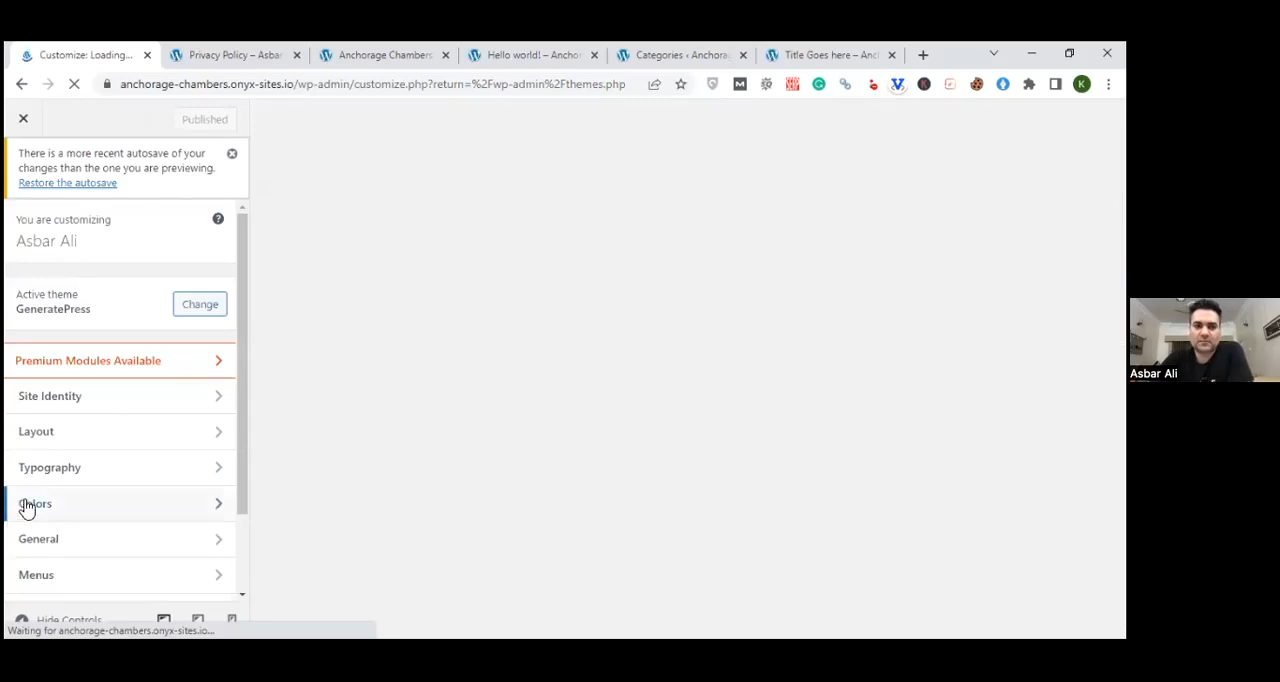 Customize: Loading...
Privacy Policy – Asbar
Anchorage Chambers
Hello world! – Anchor
Categories ‹ Anchorag
Title Goes here – Anch
anchorage-chambers.onyx-sites.io/wp-admin/customize.php?return=%2Fwp-admin%2Fthemes.php
K
Published
There is a more recent autosave of your
changes than the one you are previewing.
Restore the autosave
You are customizing
Asbar Ali
Active theme
GeneratePress
Change
Premium Modules Available
Site Identity
Layout
Typography
Colors
General
Menus
Hide Controls
Waiting for anchorage-chambers.onyx-sites.io...
Asbar Ali